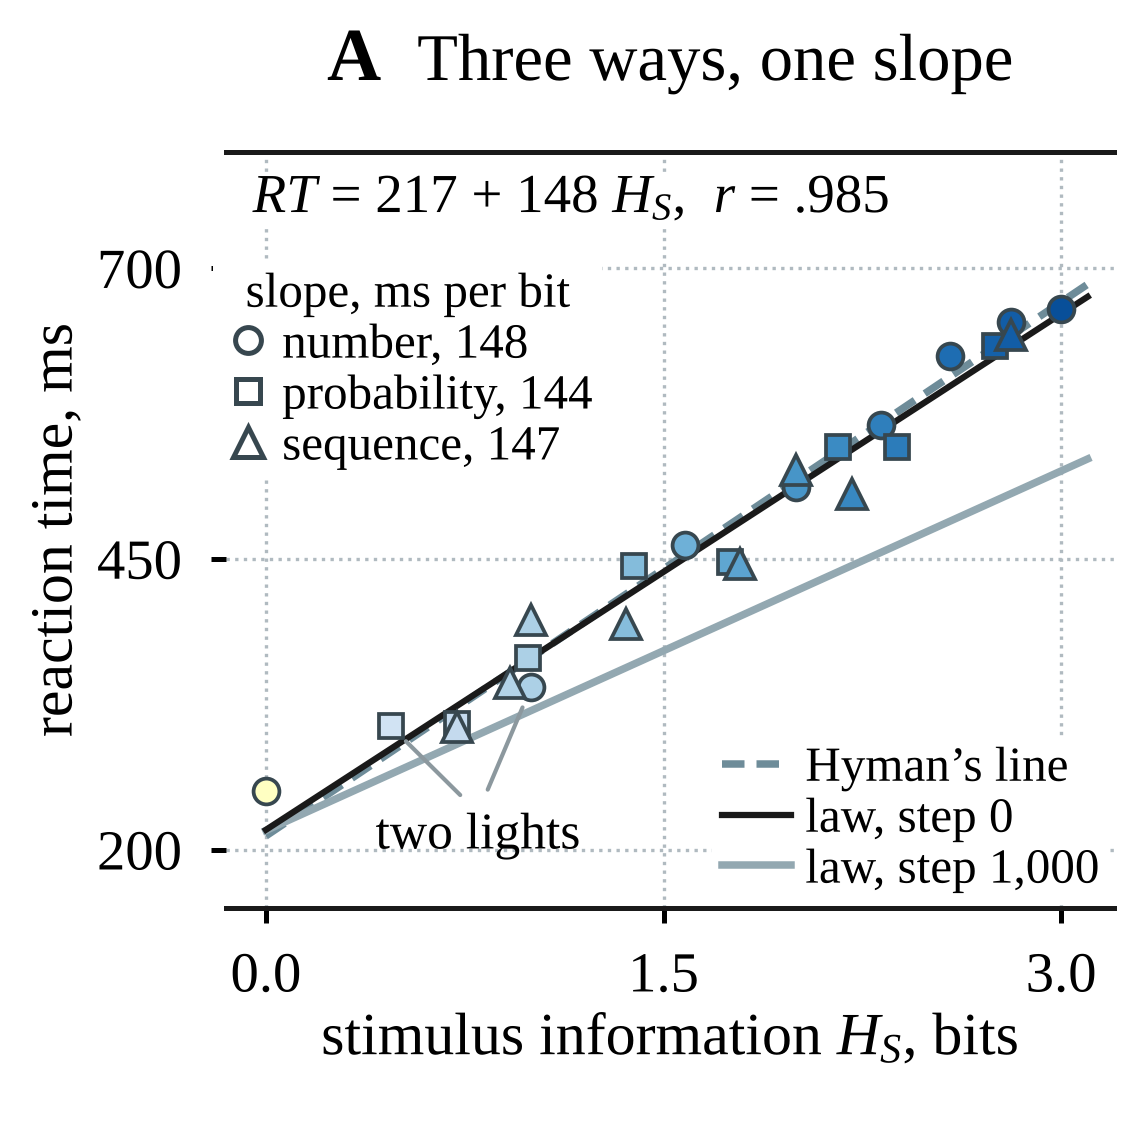 A Three ways, one slope
RT = 217 + 148 H_S, r = .985
700
slope, ms per bit
number, 148
probability, 144
sequence, 147
reaction time, ms
450
Hyman’s line
law, step 0
two lights
200
law, step 1,000
0.0 1.5 3.0
stimulus information H_S, bits